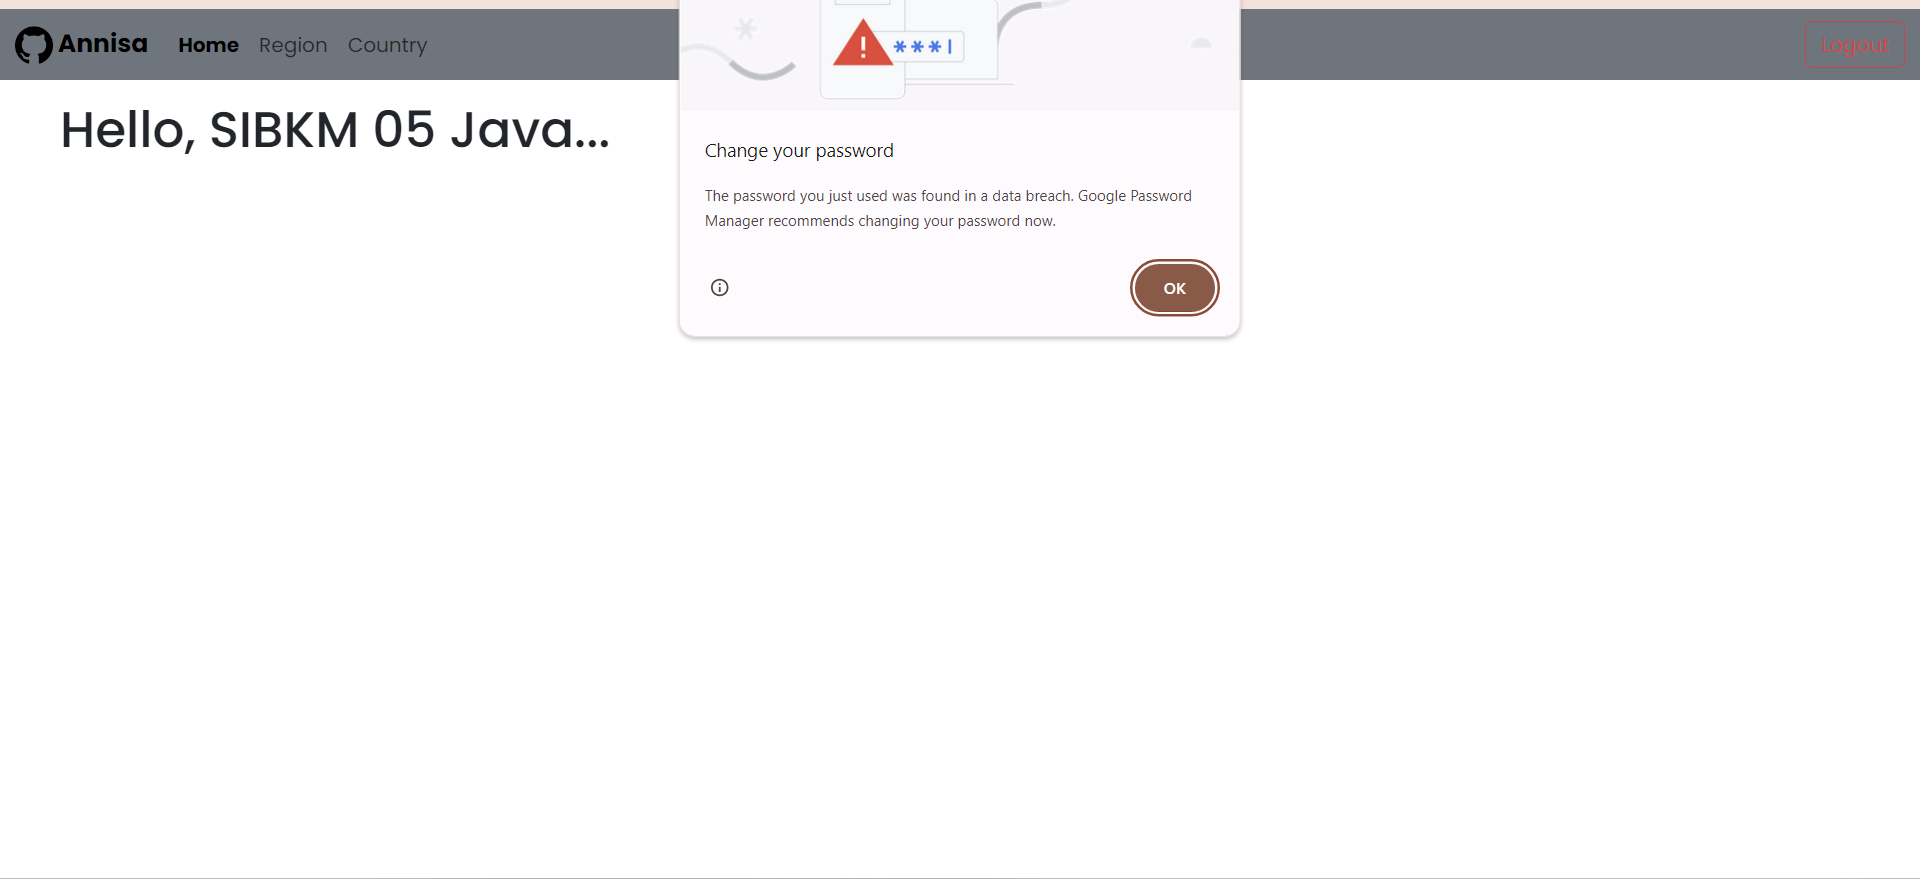 Annisa Home Region Country Logout
Hello, SIBKM 05 Java...
***|
Change your password
The password you just used was found in a data breach. Google Password
Manager recommends changing your password now.
OK